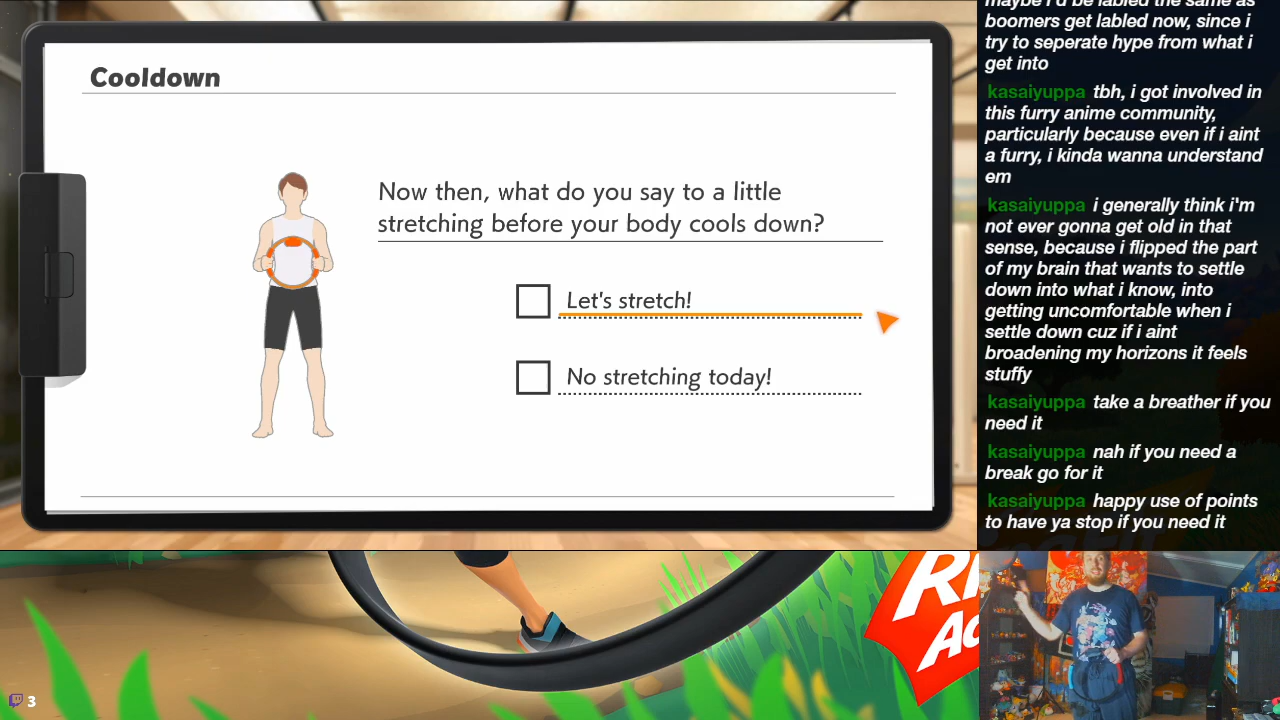 Cooldown
Now then, what do you say to a little
stretching before your body cools down?
Let's stretch!
No stretching today!
maybe i'd be labled the same as
boomers get labled now, since i
try to seperate hype from what i
get into
kasaiyuppa tbh, i got involved in
this furry anime community,
particularly because even if i aint
a furry, i kinda wanna understand
em
kasaiyuppa i generally think i'm
not ever gonna get old in that
sense, because i flipped the part
of my brain that wants to settle
down into what i know, into
getting uncomfortable when i
settle down cuz if i aint
broadening my horizons it feels
stuffy
kasaiyuppa take a breather if you
need it
kasaiyuppa nah if you need a
break go for it
kasaiyuppa happy use of points
to have ya stop if you need it
3